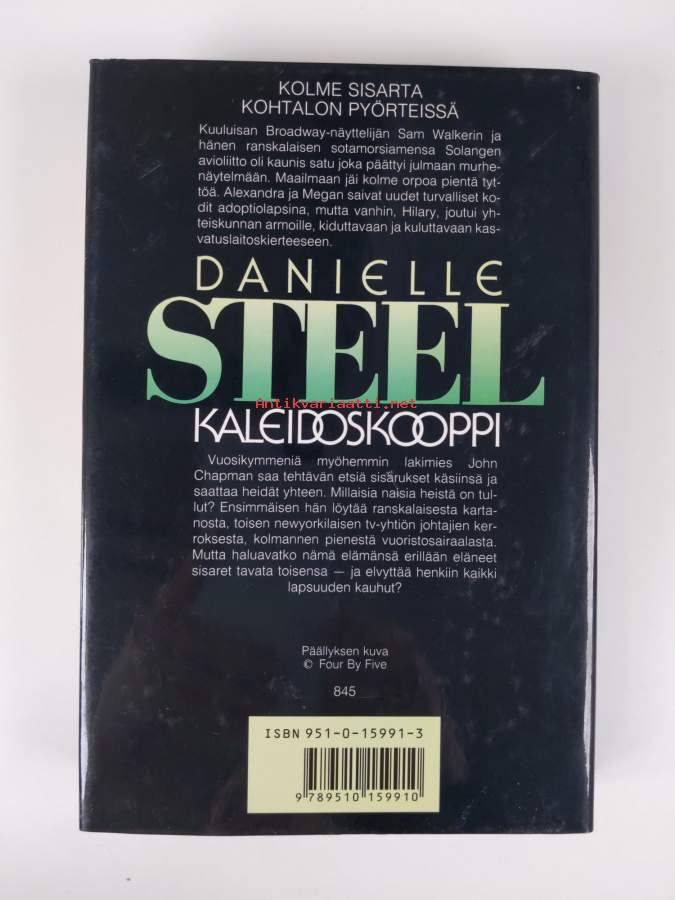 KOLME SISARTA
KOHTALON PYÖRTEISSÄ
Kuuluisan Broadway-näyttelijän Sam Walkerin ja
hänen ranskalaisen sotamorsiamensa Solangen
avioliitto oli kaunis satu joka päättyi julmaan murhe-
näytelmään. Maailmaan jäi kolme orpoa pientä tyt-
töä. Alexandra ja Megan saivat uudet turvalliset ko-
dit adoptiolapsina, mutta vanhin, Hilary, joutui yh-
teiskunnan armoille, kiduttavaan ja kuluttavaan kas-
vatuslaitoskierteeseen.
DANIELLE
STEEL
Antikvariaatti.net
KALEIDOSKOOPPI
Vuosikymmeniä myöhemmin lakimies John
Chapman saa tehtävän etsiä sisarukset käsiinsä ja
saattaa heidät yhteen. Millaisia naisia heistä on tul-
lut? Ensimmäisen hän löytää ranskalaisesta karta-
nosta, toisen newyorkilaisen tv-yhtiön johtajien ker-
roksesta, kolmannen pienestä vuoristosairaalasta.
Mutta haluavatko nämä elämänsä erillään eläneet
sisaret tavata toisensa — ja elvyttää henkiin kaikki
lapsuuden kauhut?
Päällyksen kuva
© Four By Five
845
ISBN 951-0-15991-3
9 789510 159910